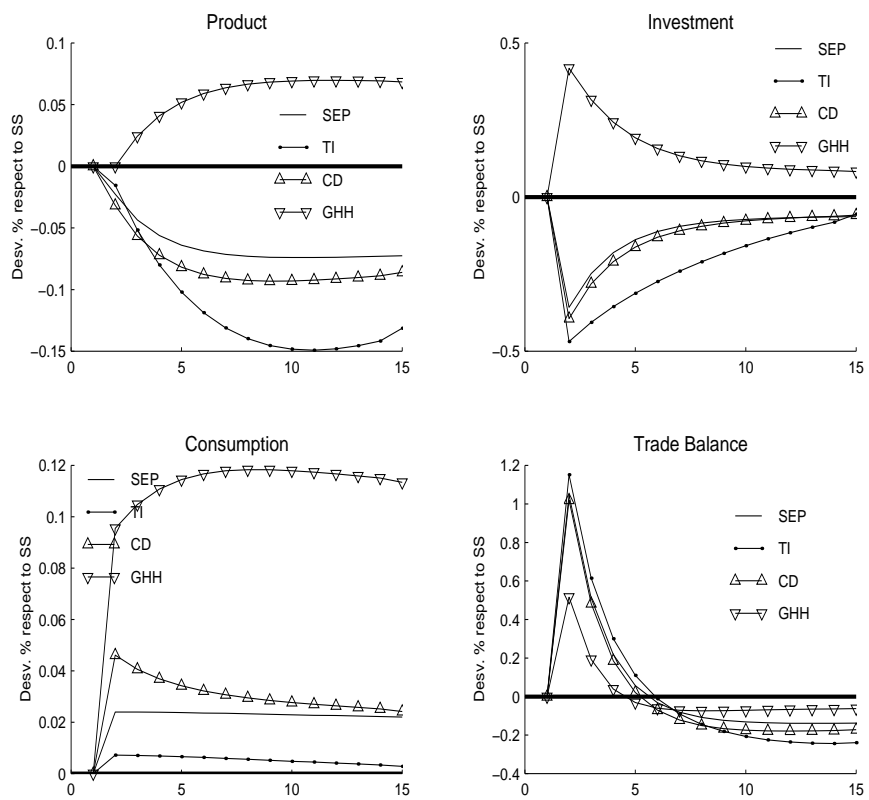 Product
Desv. % respect to SS
0.1
0.05
0
−0.05
−0.1
−0.15
0
5
10
15
SEP
TI
CD
GHH
Investment
Desv. % respect to SS
0.5
0
−0.5
0
5
10
15
SEP
TI
CD
GHH
Consumption
Desv. % respect to SS
0.12
0.1
0.08
0.06
0.04
0.02
0
0
5
10
15
SEP
TI
CD
GHH
Trade Balance
Desv. % respect to SS
1.2
1
0.8
0.6
0.4
0.2
0
−0.2
−0.4
0
5
10
15
SEP
TI
CD
GHH